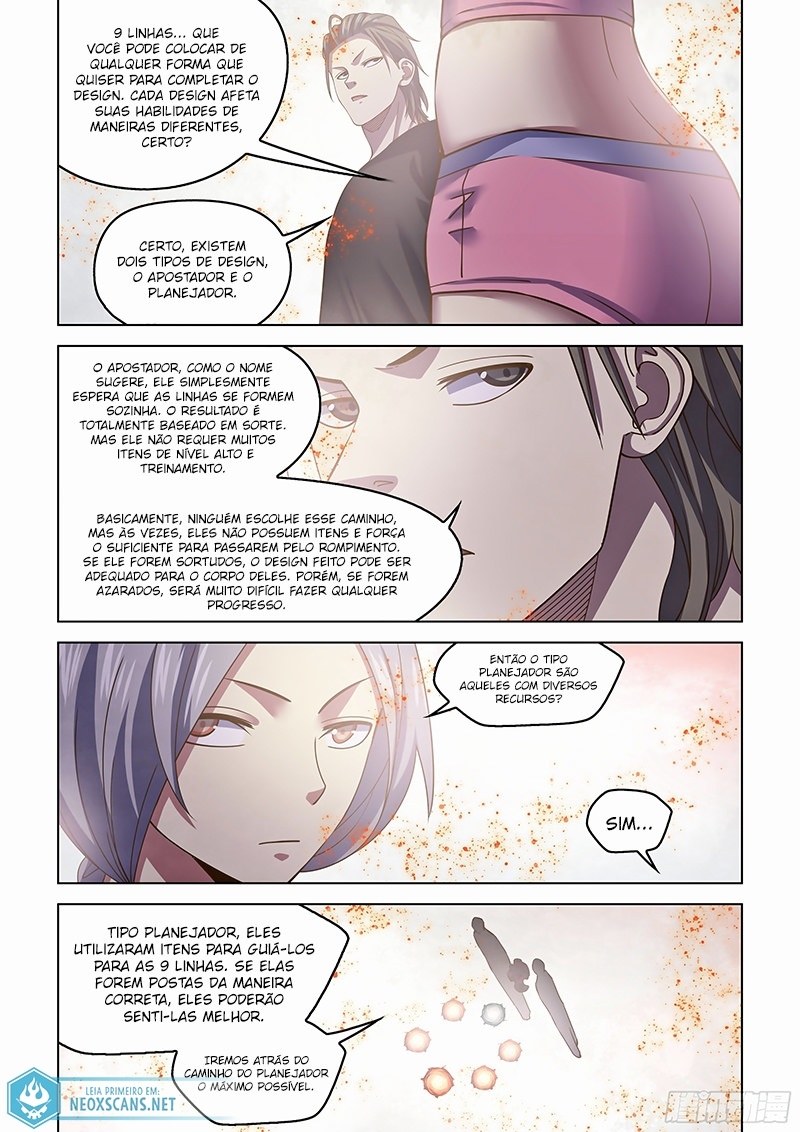 9 LINHAS... QUE
VOCÊ PODE COLOCAR DE
QUALQUER FORMA QUE
QUISER PARA COMPLETAR O
DESIGN. CADA DESIGN AFETA
SUAS HABILIDADES DE
MANEIRAS DIFERENTES,
CERTO?
CERTO, EXISTEM
DOIS TIPOS DE DESIGN,
O APOSTADOR E O
PLANEJADOR.
O APOSTADOR, COMO O NOME
SUGERE, ELE SIMPLESMENTE
ESPERA QUE AS LINHAS SE FORMEM
SOZINHA. O RESULTADO É
TOTALMENTE BASEADO EM SORTE.
MAS ELE NÃO REQUER MUITOS
ITENS DE NÍVEL ALTO E
TREINAMENTO.
BASICAMENTE, NINGUÉM ESCOLHE ESSE CAMINHO,
MAS ÀS VEZES, ELES NÃO POSSUEM ITENS E FORÇA
O SUFICIENTE PARA PASSAREM PELO ROMPIMENTO.
SE ELE FOREM SORTUDOS, O DESIGN FEITO PODE SER
ADEQUADO PARA O CORPO DELES. PORÉM, SE FOREM
AZARADOS, SERÁ MUITO DIFÍCIL FAZER QUALQUER
PROGRESSO.
ENTÃO O TIPO
PLANEJADOR SÃO
AQUELES COM DIVERSOS
RECURSOS?
SIM...
TIPO PLANEJADOR, ELES
UTILIZARAM ITENS PARA GUIÁ-LOS
PARA AS 9 LINHAS. SE ELAS
FOREM POSTAS DA MANEIRA
CORRETA, ELES PODERÃO
SENTI-LAS MELHOR.
IREMOS ATRÁS DO
CAMINHO DO PLANEJADOR
O MÁXIMO POSSÍVEL.
LEIA PRIMEIRO EM:
NEOXSCANS.NET
腾讯动漫